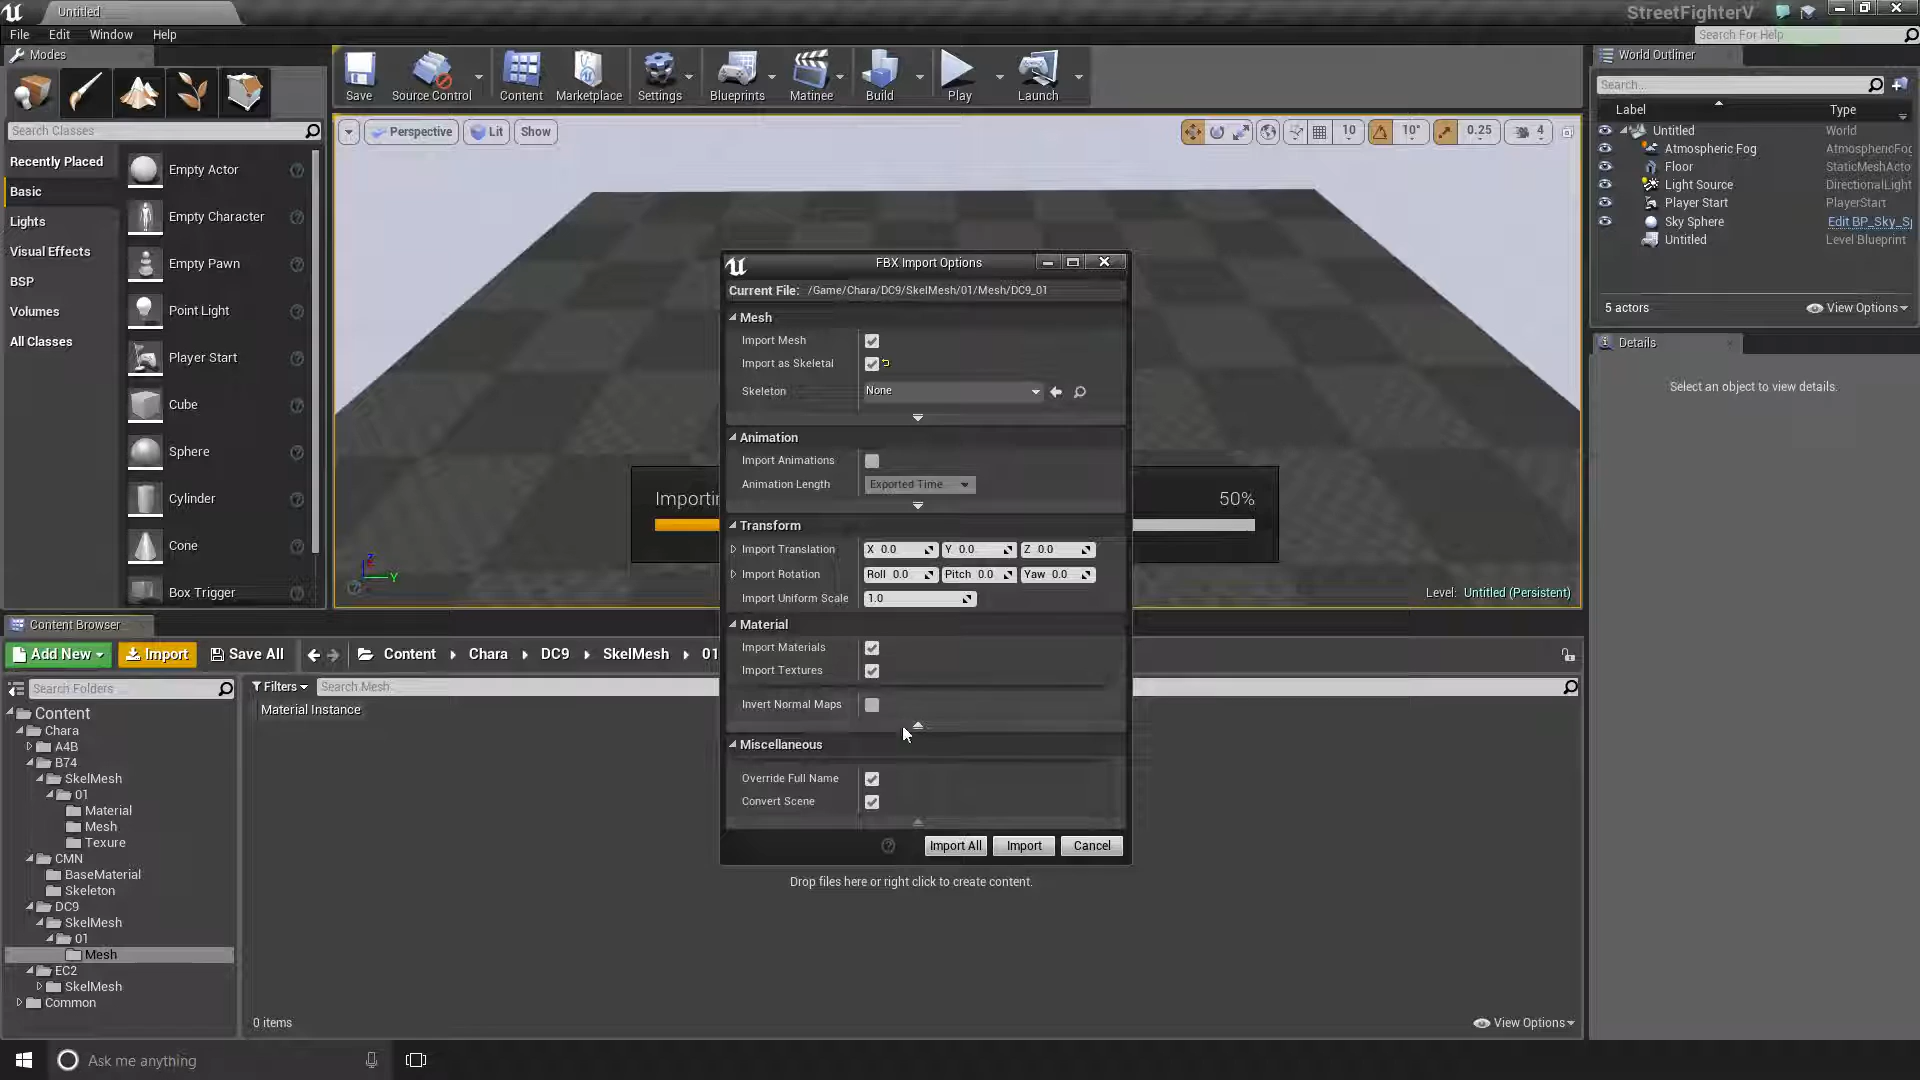 Untitled
StreetFighterV
File Edit Window Help
Search For Help
Modes
Save
Source Control
Content
Marketplace
Settings
Blueprints
Matinee
Build
Play
Launch
World Outliner
Search...
Label
Type
Untitled World
Atmospheric Fog AtmosphericFog
Floor StaticMeshActo
Light Source DirectionalLight
Player Start PlayerStart
Sky Sphere Edit BP_Sky_Sp
Untitled Level Blueprint
5 actors
View Options
Details
Select an object to view details.
Search Classes
Recently Placed
Basic
Lights
Visual Effects
BSP
Volumes
All Classes
Empty Actor
Empty Character
Empty Pawn
Point Light
Player Start
Cube
Sphere
Cylinder
Cone
Box Trigger
Perspective
Lit
Show
10
10°
0.25
4
Z
Y
Importin
50%
Level: Untitled (Persistent)
FBX Import Options
Current File: /Game/Chara/DC9/SkelMesh/01/Mesh/DC9_01
Mesh
Import Mesh
Import as Skeletal
Skeleton None
Animation
Import Animations
Animation Length Exported Time
Transform
Import Translation X 0.0 Y 0.0 Z 0.0
Import Rotation Roll 0.0 Pitch 0.0 Yaw 0.0
Import Uniform Scale 1.0
Material
Import Materials
Import Textures
Invert Normal Maps
Miscellaneous
Override Full Name
Convert Scene
Import All
Import
Cancel
Content Browser
Add New
Import
Save All
Content Chara DC9 SkelMesh 01
Search Folders
Filters
Search Mesh
Material Instance
Content
Chara
A4B
B74
SkelMesh
01
Material
Mesh
Texure
CMN
BaseMaterial
Skeleton
DC9
SkelMesh
01
Mesh
EC2
SkelMesh
Common
Drop files here or right click to create content.
0 items
View Options
Ask me anything